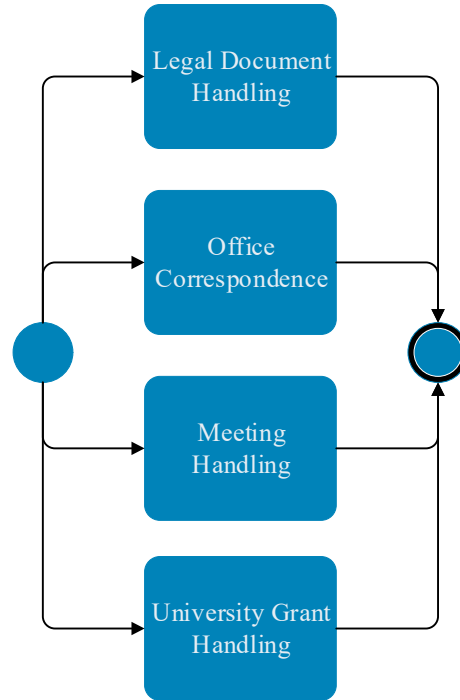 Legal Document
Handling
Office
Correspondence
Meeting
Handling
University Grant
Handling